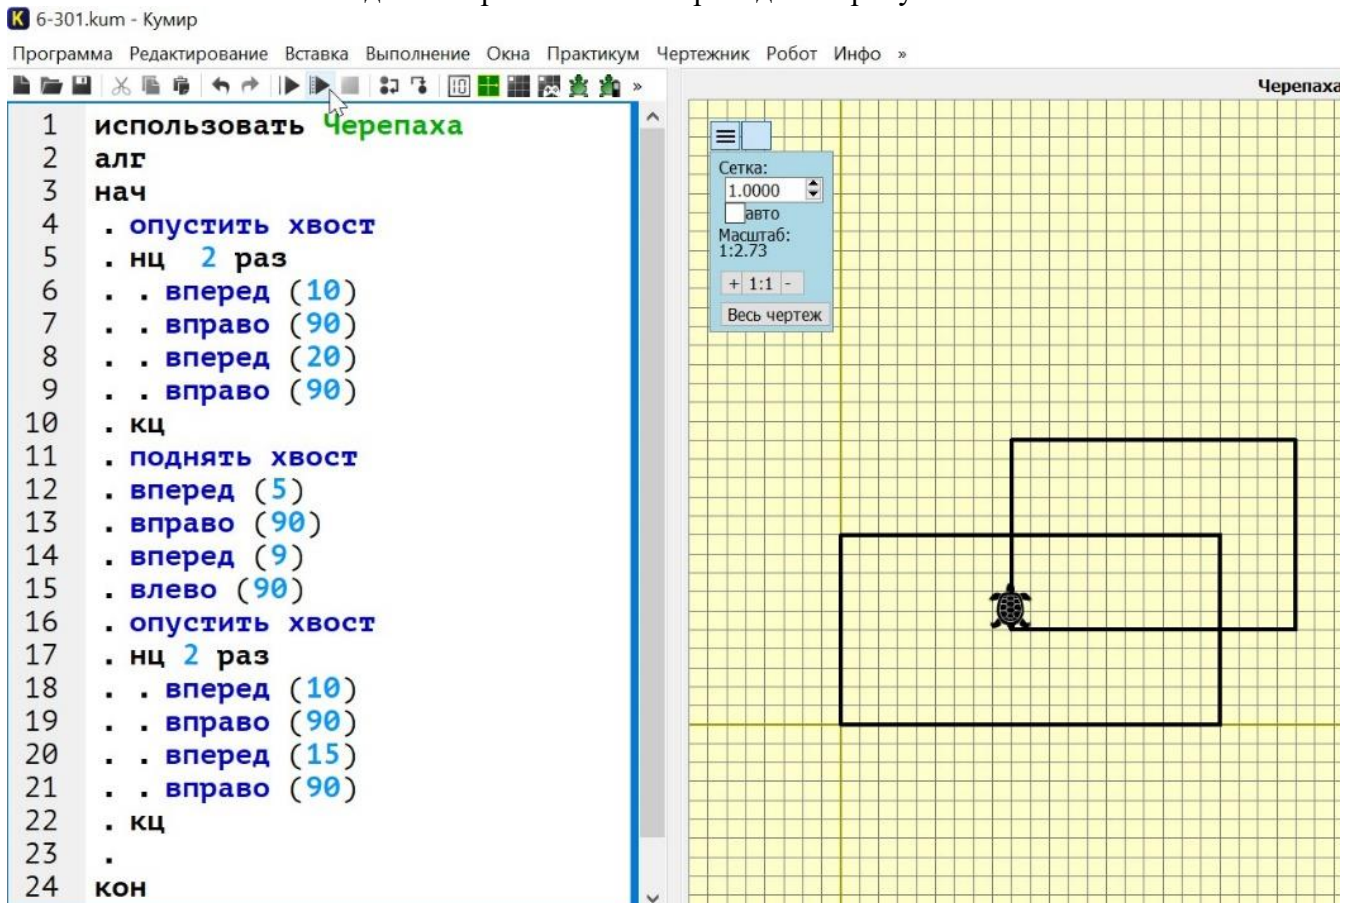 6-301.kum - Кумир
Программа Редактирование Вставка Выполнение Окна Практикум Чертежник Робот Инфо »
Черепаха
1 использовать Черепаха
2 алг
3 нач
4 . опустить хвост
5 . нц 2 раз
6 . . вперед (10)
7 . . вправо (90)
8 . . вперед (20)
9 . . вправо (90)
10 . кц
11 . поднять хвост
12 . вперед (5)
13 . вправо (90)
14 . вперед (9)
15 . влево (90)
16 . опустить хвост
17 . нц 2 раз
18 . . вперед (10)
19 . . вправо (90)
20 . . вперед (15)
21 . . вправо (90)
22 . кц
23 .
24 кон
Сетка:
1.0000
авто
Масштаб:
1:2.73
+ 1:1 -
Весь чертеж